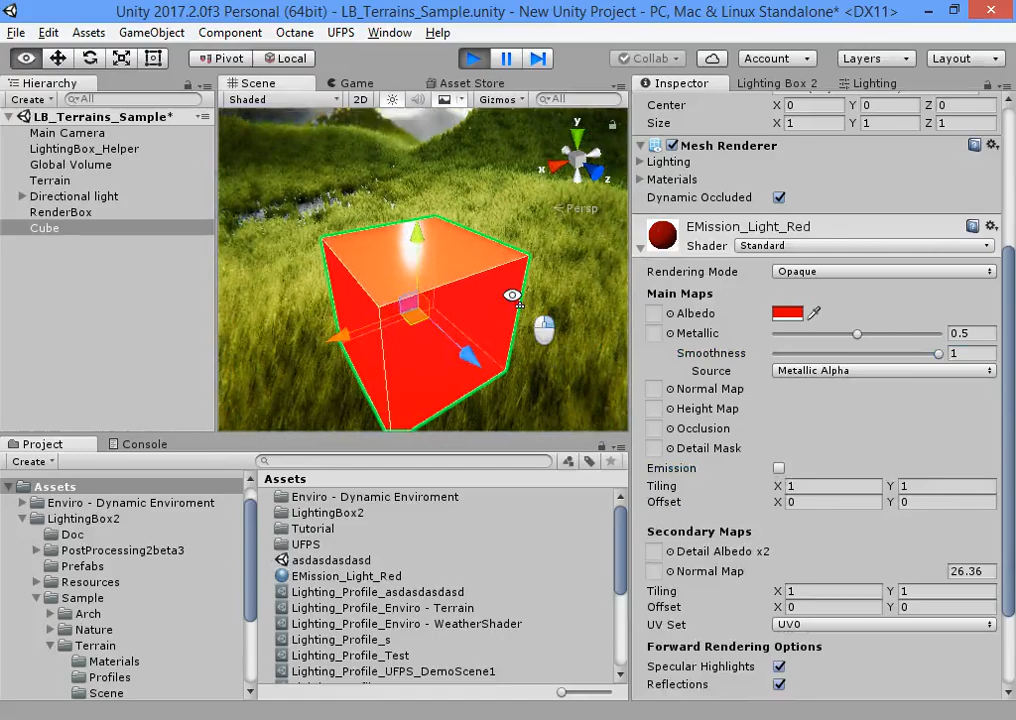 Unity 2017.2.0f3 Personal (64bit) - LB_Terrains_Sample.unity - New Unity Project - PC, Mac & Linux Standalone* <DX11>
File Edit Assets GameObject Component Octane UFPS Window Help
Pivot Local Collab Account Layers Layout
Hierarchy Scene Game Asset Store Inspector Lighting Box 2 Lighting
Create All Shaded 2D Gizmos All
Center X 0 Y 0 Z 0
LB_Terrains_Sample* Size X 1 Y 1 Z 1
Main Camera
LightingBox_Helper Mesh Renderer
Global Volume Lighting
Terrain Materials
Directional light Dynamic Occluded
RenderBox
Cube
y
x
z
Persp
EMission_Light_Red
Shader Standard
Rendering Mode Opaque
Main Maps
Albedo
Metallic 0.5
Smoothness 1
Source Metallic Alpha
Normal Map
Height Map
Occlusion
Detail Mask
Emission
Tiling X 1 Y 1
Offset X 0 Y 0
Secondary Maps
Detail Albedo x2
Normal Map 26.36
Tiling X 1 Y 1
Offset X 0 Y 0
UV Set UV0
Forward Rendering Options
Specular Highlights
Reflections
Project Console
Create
Assets
Enviro - Dynamic Enviroment
LightingBox2
Doc
PostProcessing2beta3
Prefabs
Resources
Sample
Arch
Nature
Terrain
Materials
Profiles
Scene
Assets
Enviro - Dynamic Enviroment
LightingBox2
Tutorial
UFPS
asdasdasdasd
EMission_Light_Red
Lighting_Profile_asdasdasdasd
Lighting_Profile_Enviro - Terrain
Lighting_Profile_Enviro - WeatherShader
Lighting_Profile_s
Lighting_Profile_Test
Lighting_Profile_UFPS_DemoScene1